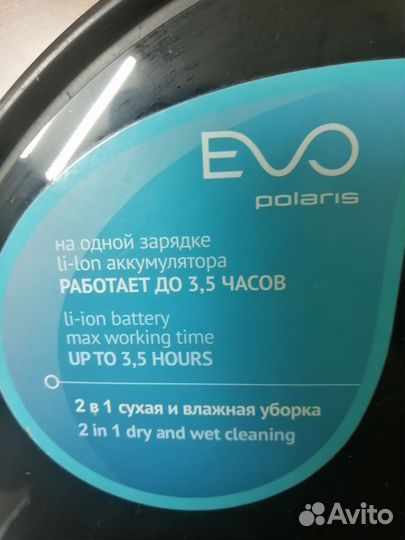 EVO
polaris
на одной зарядке
li-lon аккумулятора
РАБОТАЕТ ДО 3,5 ЧАСОВ
li-ion battery
max working time
UP TO 3,5 HOURS
2 в 1 сухая и влажная уборка
2 in 1 dry and wet cleaning
Avito